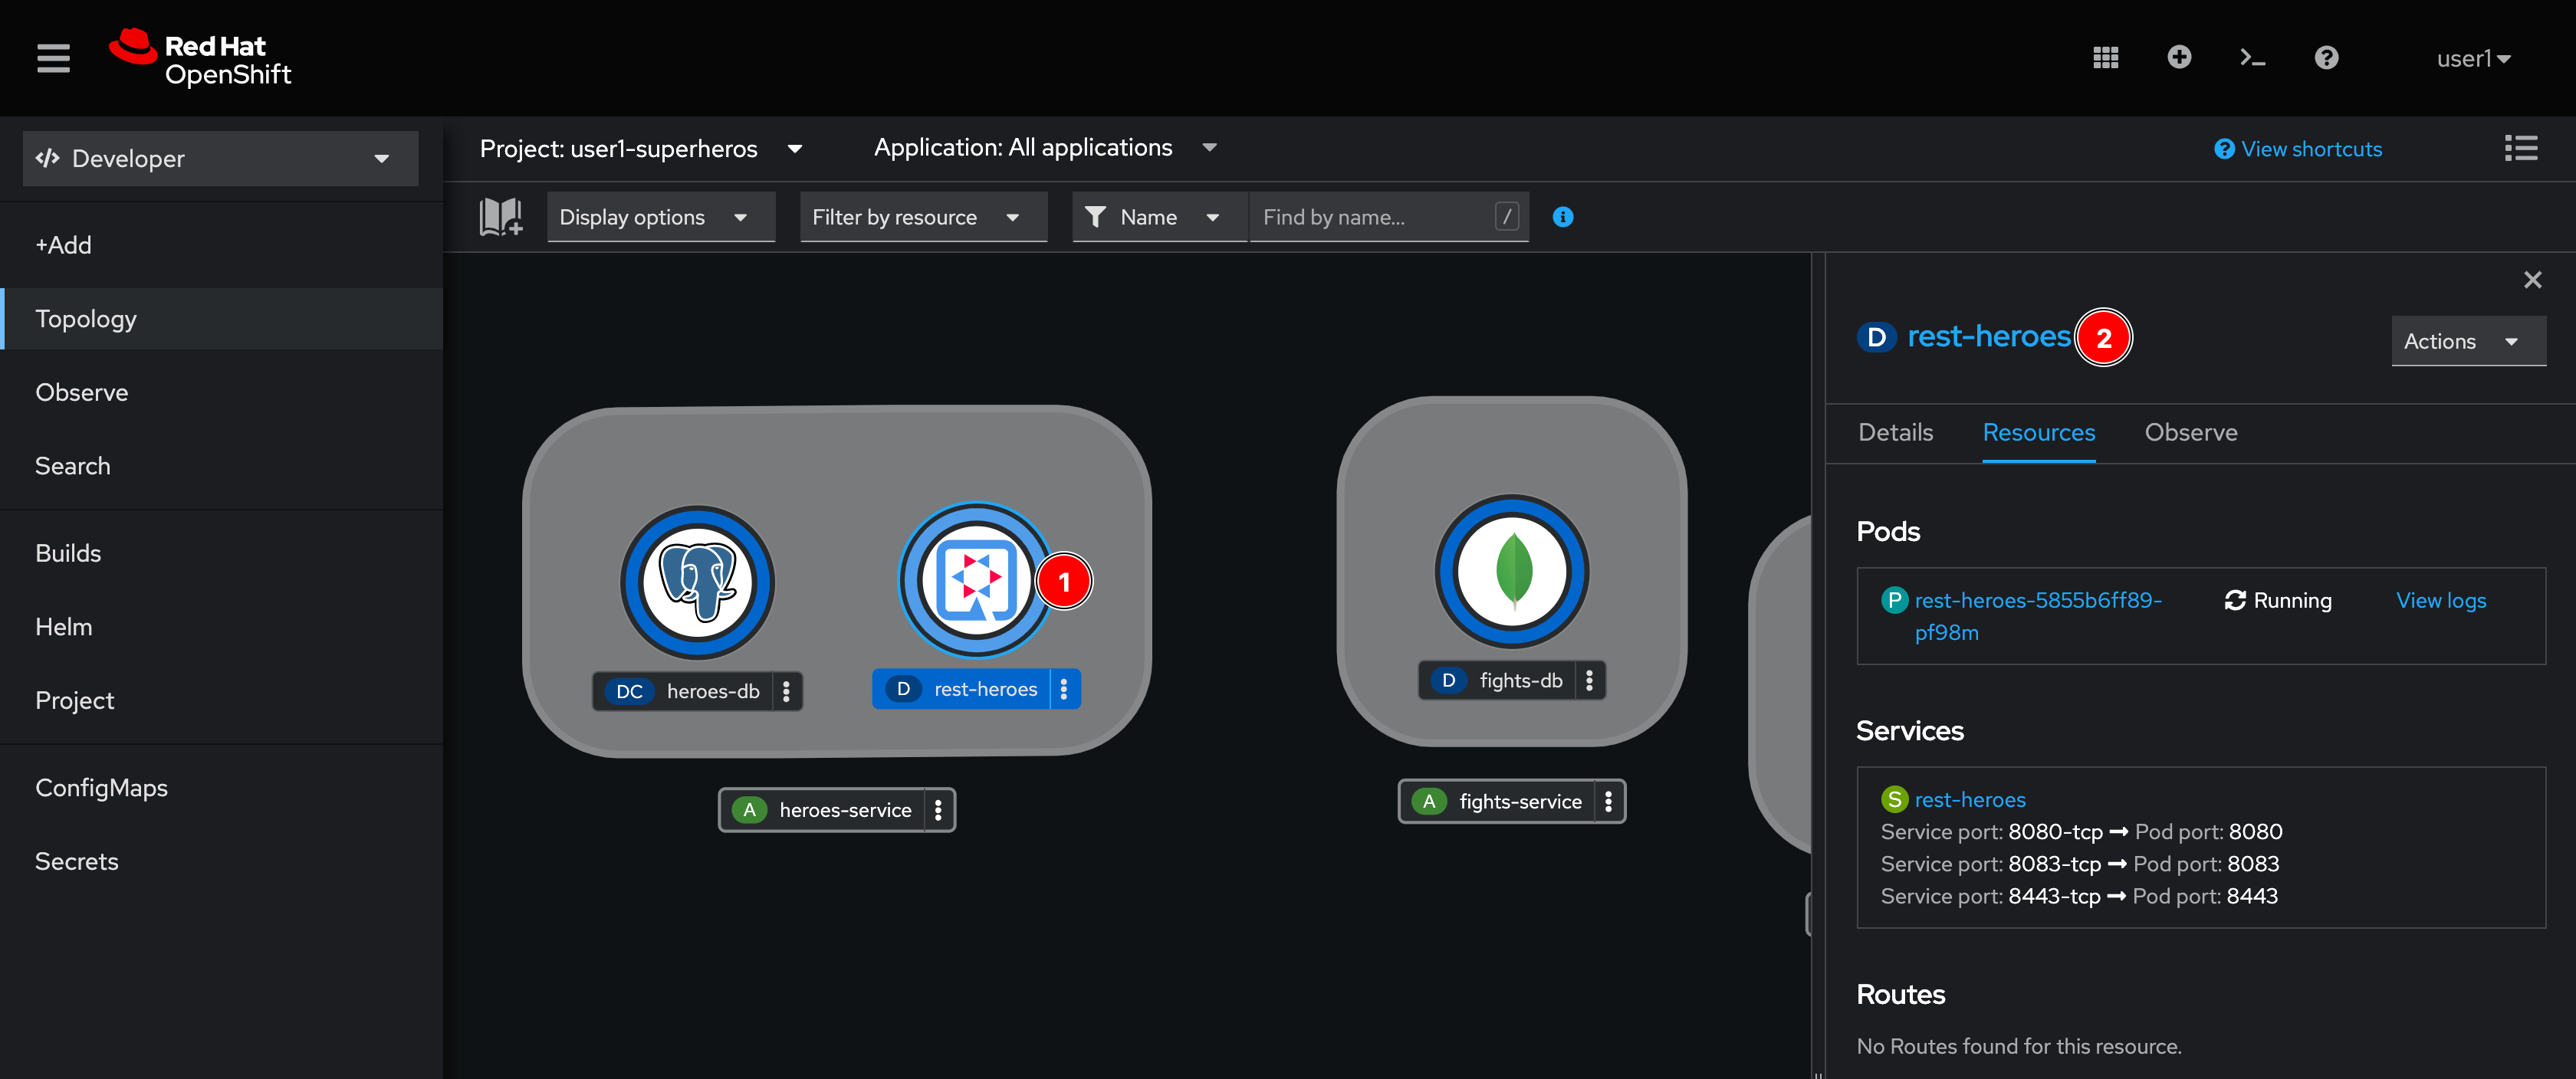 Red Hat
OpenShift
user1
Developer
Project: user1-superheros
Application: All applications
View shortcuts
Display options
Filter by resource
Name
Find by name...
/
+Add
Topology
Observe
Search
Builds
Helm
Project
ConfigMaps
Secrets
1
DC heroes-db
D rest-heroes
A heroes-service
D fights-db
A fights-service
D rest-heroes
2
Actions
Details
Resources
Observe
Pods
P rest-heroes-5855b6ff89-
pf98m
Running
View logs
Services
S rest-heroes
Service port: 8080-tcp → Pod port: 8080
Service port: 8083-tcp → Pod port: 8083
Service port: 8443-tcp → Pod port: 8443
Routes
No Routes found for this resource.